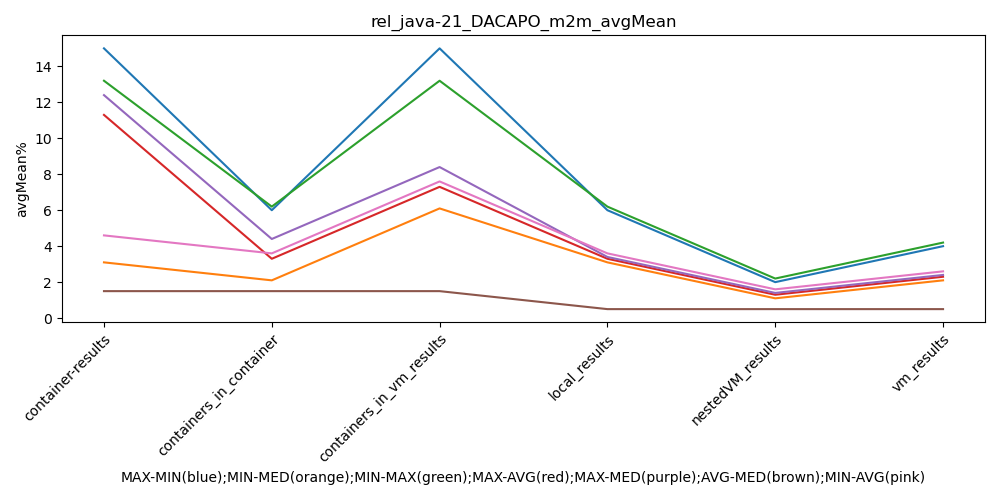 rel_java-21_DACAPO_m2m_avgMean
avgMean%
14
12
10
8
6
4
2
0
container-results
containers_in_container
containers_in_vm_results
local_results
nestedVM_results
vm_results
MAX-MIN(blue);MIN-MED(orange);MIN-MAX(green);MAX-AVG(red);MAX-MED(purple);AVG-MED(brown);MIN-AVG(pink)